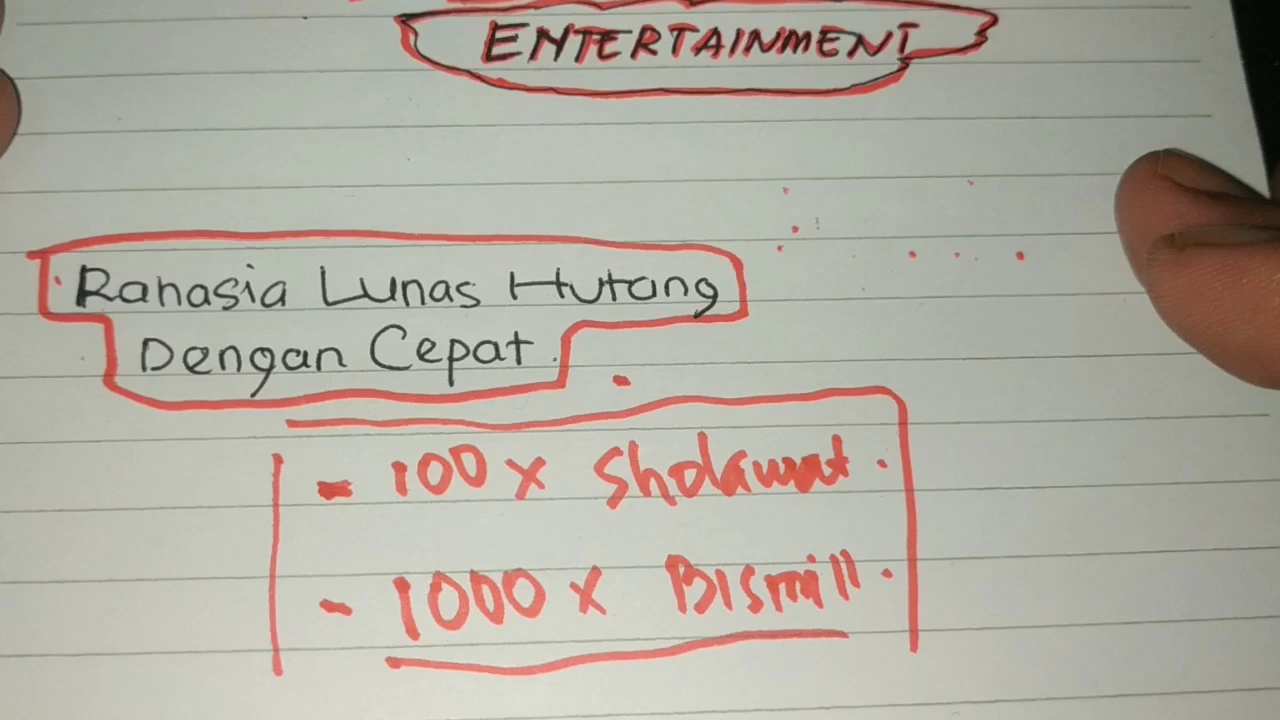 ENTERTAINMENT
Rahasia Lunas Hutang
Dengan Cepat.
- 100 x Sholawat.
- 1000 x Bismill.